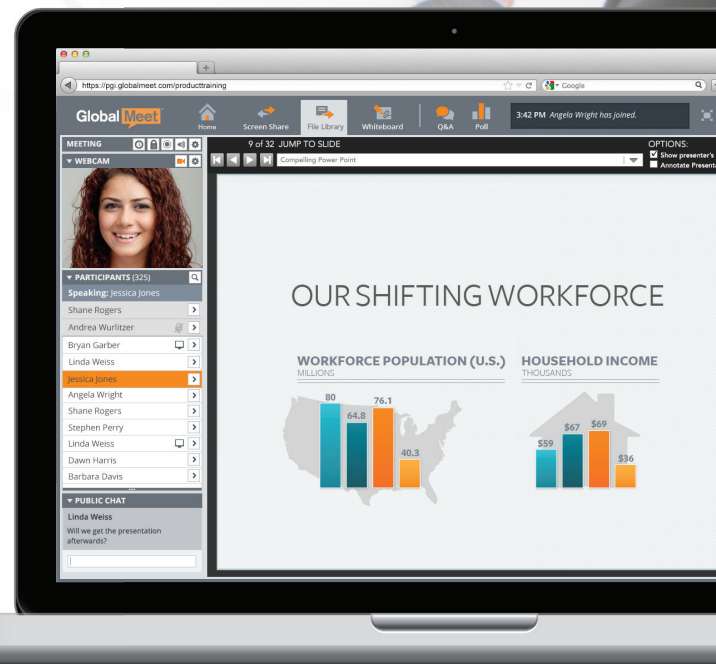 https://pgi.globalmeet.com/producttraining
Google
Global Meet
Home
Screen Share
File Library
Whiteboard
Q&A
Poll
3:42 PM Angela Wright has joined.
MEETING
9 of 32 JUMP TO SLIDE
OPTIONS:
Show presenter's
Annotate
WEBCAM
Compelling Power Point
PARTICIPANTS (325)
Speaking: Jessica Jones
Shane Rogers
Andrea Wurlitzer
Bryan Garber
Linda Weiss
Jessica Jones
Angela Wright
Shane Rogers
Stephen Perry
Linda Weiss
Dawn Harris
Barbara Davis
PUBLIC CHAT
Linda Weiss
Will we get the presentation
afterwards?
OUR SHIFTING WORKFORCE
WORKFORCE POPULATION (U.S.)
MILLIONS
80
64.8
76.1
40.3
HOUSEHOLD INCOME
THOUSANDS
$59
$67
$69
$36